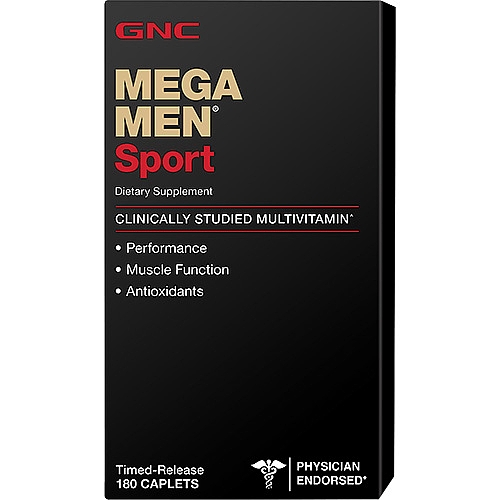 GNC
MEGA
MEN®
Sport
Dietary Supplement
CLINICALLY STUDIED MULTIVITAMIN^
• Performance
• Muscle Function
• Antioxidants
Timed-Release
180 CAPLETS
PHYSICIAN
ENDORSED*